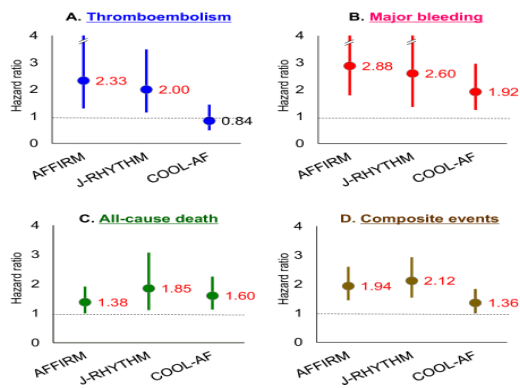 A. Thromboembolism
Hazard ratio
4
3
2
1
0
2.33
2.00
0.84
AFFIRM
J-RHYTHM
COOL-AF
B. Major bleeding
Hazard ratio
4
3
2
1
0
2.88
2.60
1.92
AFFIRM
J-RHYTHM
COOL-AF
C. All-cause death
Hazard ratio
4
3
2
1
0
1.38
1.85
1.60
AFFIRM
J-RHYTHM
COOL-AF
D. Composite events
Hazard ratio
4
3
2
1
0
1.94
2.12
1.36
AFFIRM
J-RHYTHM
COOL-AF